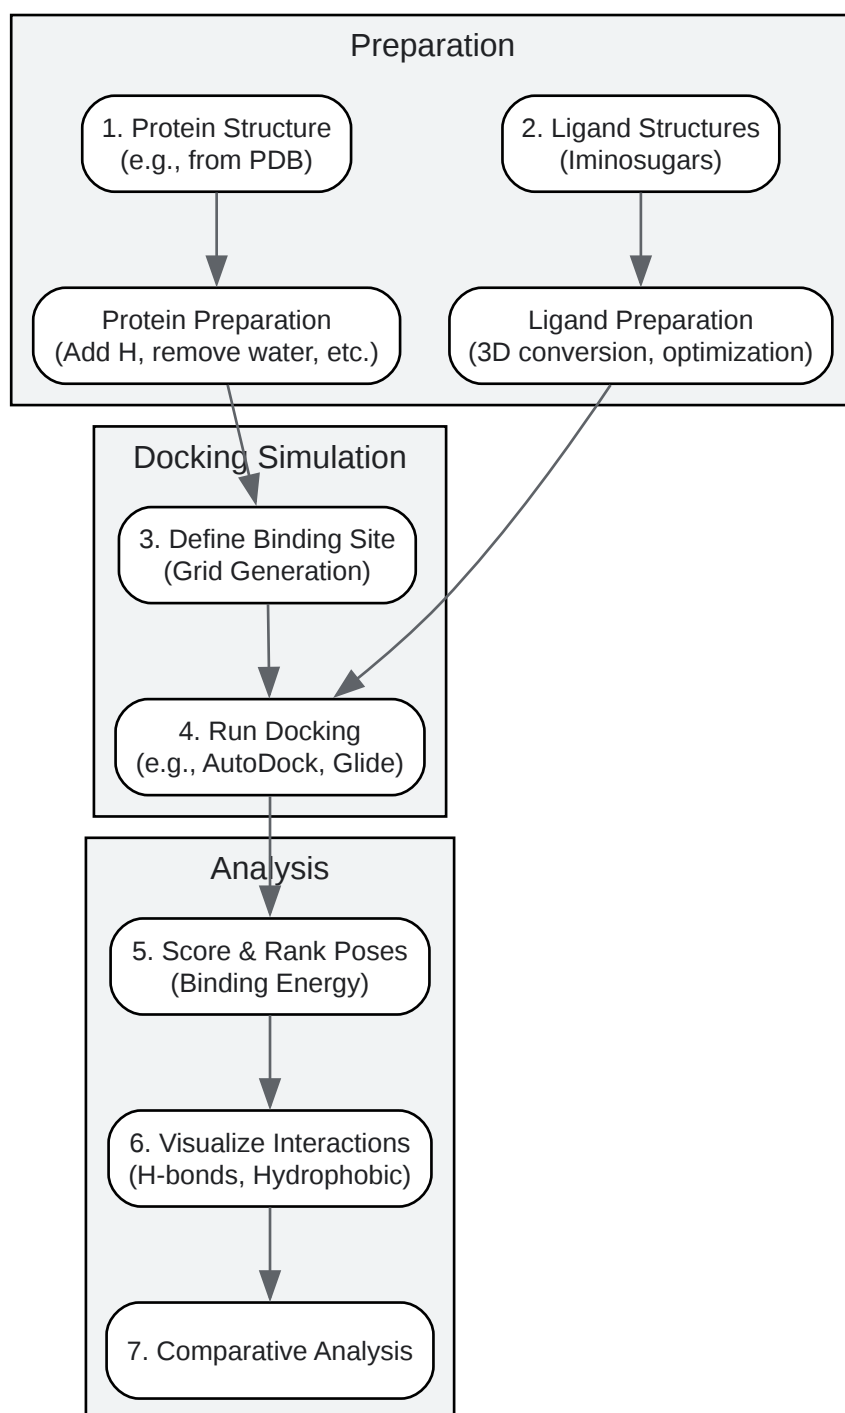 Preparation
1. Protein Structure
(e.g., from PDB)
2. Ligand Structures
(Iminosugars)
Protein Preparation
(Add H, remove water, etc.)
Ligand Preparation
(3D conversion, optimization)
Docking Simulation
3. Define Binding Site
(Grid Generation)
4. Run Docking
(e.g., AutoDock, Glide)
Analysis
5. Score & Rank Poses
(Binding Energy)
6. Visualize Interactions
(H-bonds, Hydrophobic)
7. Comparative Analysis